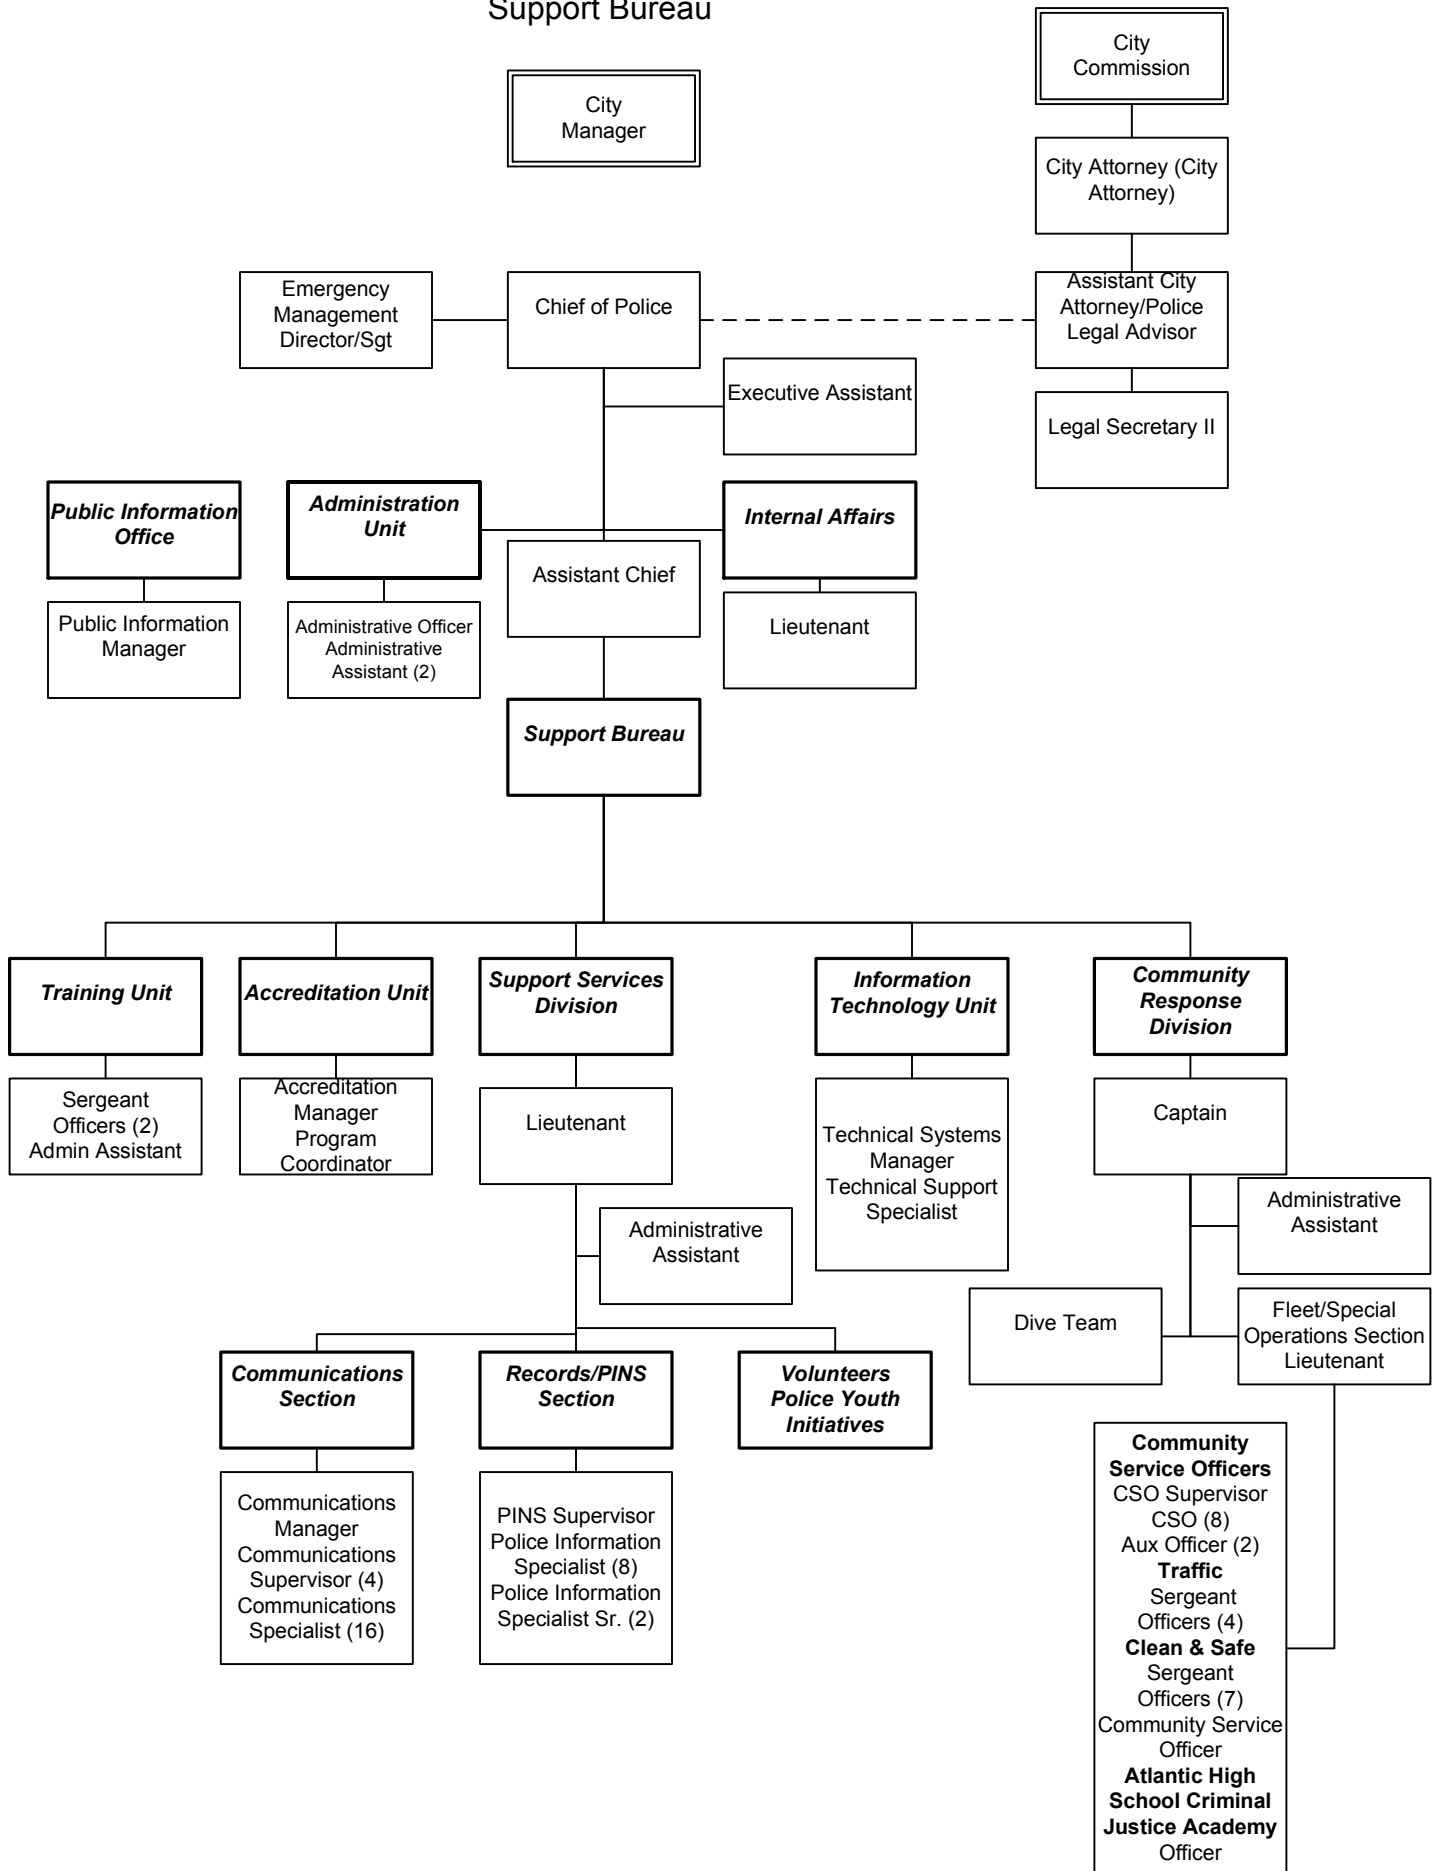 Support Bureau
City
Commission
City
Manager
City Attorney (City
Attorney)
Emergency
Management
Director/Sgt
Chief of Police
Assistant City
Attorney/Police
Legal Advisor
Executive Assistant
Legal Secretary II
Public Information
Office
Administration
Unit
Internal Affairs
Assistant Chief
Public Information
Manager
Administrative Officer
Administrative
Assistant (2)
Lieutenant
Support Bureau
Training Unit
Accreditation Unit
Support Services
Division
Information
Technology Unit
Community
Response
Division
Sergeant
Officers (2)
Admin Assistant
Accreditation
Manager
Program
Coordinator
Lieutenant
Technical Systems
Manager
Technical Support
Specialist
Captain
Administrative
Assistant
Administrative
Assistant
Dive Team
Fleet/Special
Operations Section
Lieutenant
Communications
Section
Records/PINS
Section
Volunteers
Police Youth
Initiatives
Communications
Manager
Communications
Supervisor (4)
Communications
Specialist (16)
PINS Supervisor
Police Information
Specialist (8)
Police Information
Specialist Sr. (2)
Community
Service Officers
CSO Supervisor
CSO (8)
Aux Officer (2)
Traffic
Sergeant
Officers (4)
Clean & Safe
Sergeant
Officers (7)
Community Service
Officer
Atlantic High
School Criminal
Justice Academy
Officer